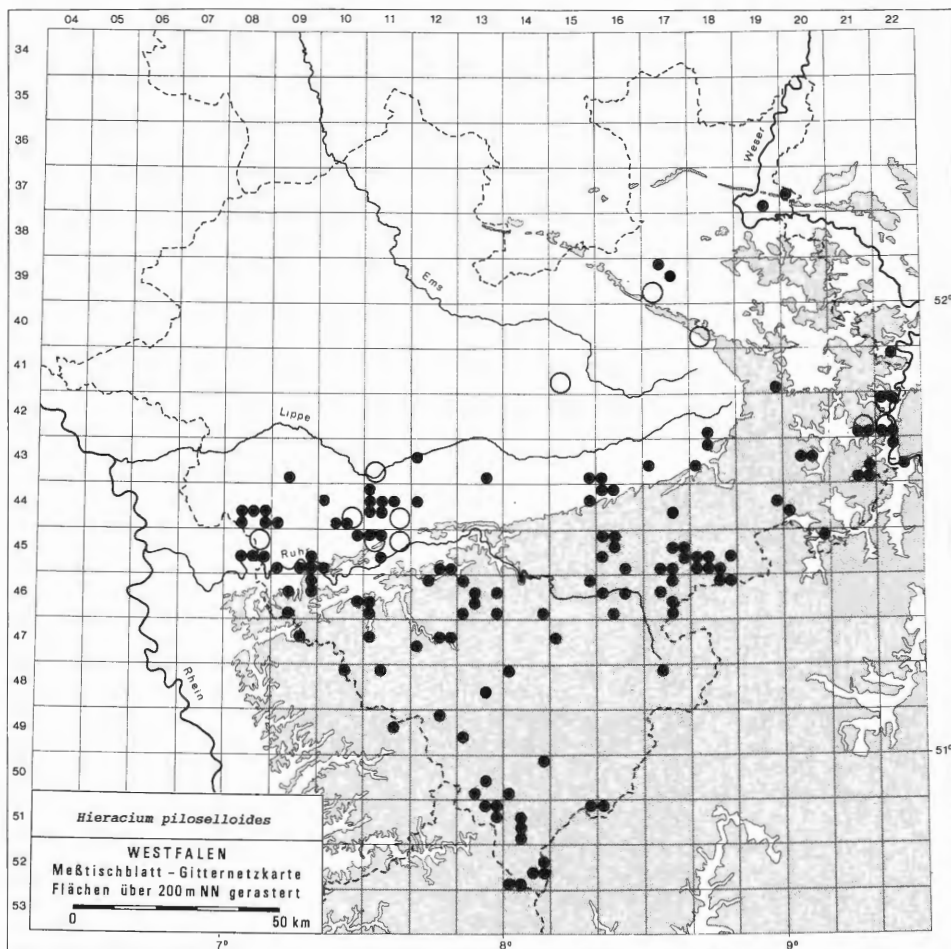 04 05 06 07 08 09 10 11 12 13 14 15 16 17 18 19 20 21 22
34
35
36
37
38
39
40
41
42
43
44
45
46
47
48
49
50
51
52
53
Weser
Ems
52°
Lippe
Ruhr
Rhein
51°
Hieracium piloselloides
WESTFALEN
Meßtischblatt - Gitternetzkarte
Flächen über 200 m NN gerastert
0 50 km
7° 8° 9°